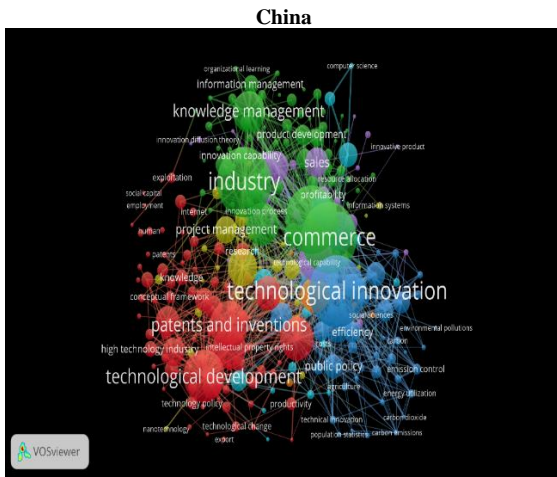 China
organizational learning
computer science
information management
knowledge management
product development
innovation diffusion theory
innovative product
innovation capability
sales
exploitation
resource allocation
industry
social capital
profitability
employment
internet
innovation process
information systems
human
project management
commerce
patents
research
technological capability
knowledge
technological innovation
conceptual framework
social sciences
patents and inventions
efficiency
environmental pollutions
carbon
high technology industry
intellectual property rights
public policy
emission control
technological development
agriculture
energy utilization
technology policy
productivity
nanotechnology
technological change
technical innovation
carbon dioxide
export
population statistics
carbon emissions
VOSviewer